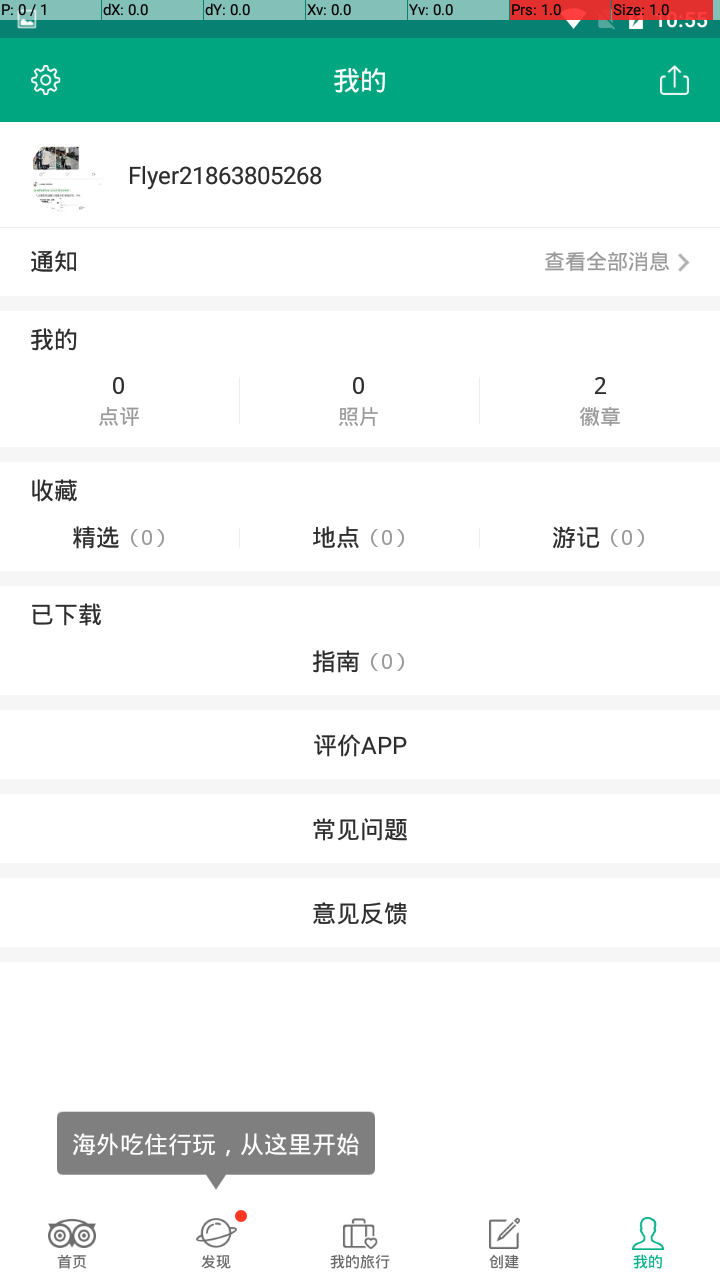 P: 0 / 1 dX: 0.0 dY: 0.0 Xv: 0.0 Yv: 0.0 Prs: 1.0 Size: 1.0
10:55
我的
Flyer21863805268
通知 查看全部消息
我的
0 0 2
点评 照片 徽章
收藏
精选（0） 地点（0） 游记（0）
已下载
指南（0）
评价APP
常见问题
意见反馈
海外吃住行玩，从这里开始
首页 发现 我的旅行 创建 我的